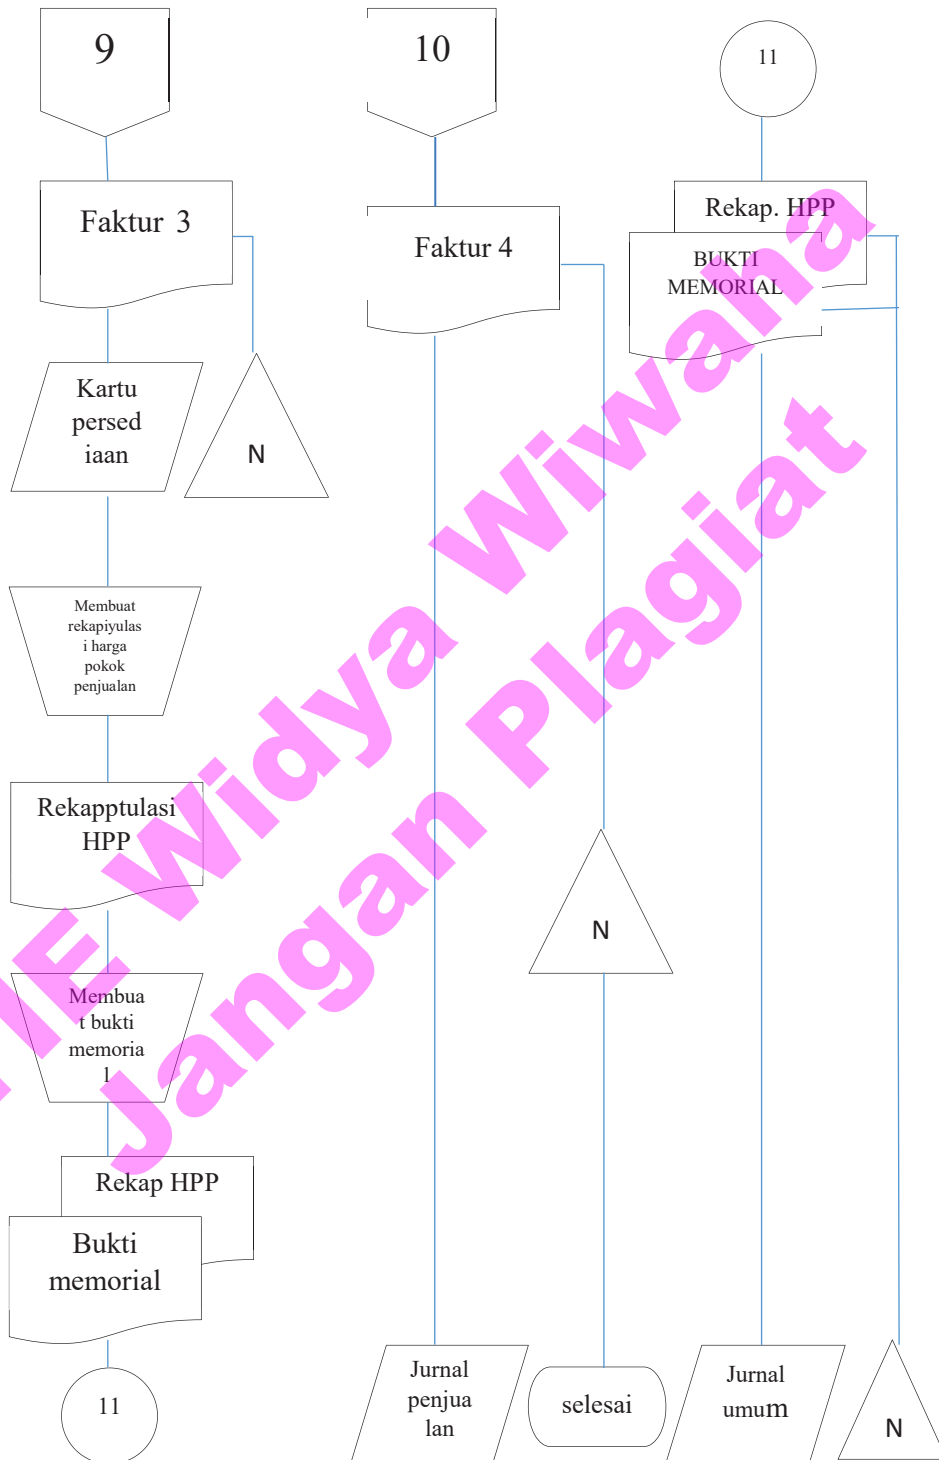 9
Faktur 3
Kartu
persed
iaan
N
Membuat
rekapiyulas
i harga
pokok
penjualan
Rekapptulasi
HPP
Membua
t bukti
memoria
l
Rekap HPP
Bukti
memorial
11
10
Faktur 4
N
Jurnal
penjua
lan
selesai
11
Rekap. HPP
BUKTI
MEMORIAL
Jurnal
umum
N
IE Widya Wiwaha
Jangan Plagiat